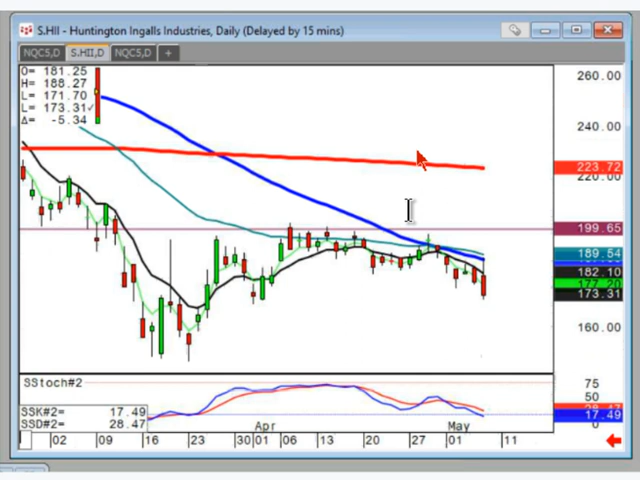 S.HII - Huntington Ingalls Industries, Daily (Delayed by 15 mins)
NQC5,D S.HII,D NQC5,D +
O= 181.25
H= 188.27
L= 171.70
L= 173.31✓
Δ= -5.34
260.00
240.00
223.72
220.00
199.65
189.54
182.10
177.20
173.31
160.00
SStoch#2
75
50
28.47
17.49
SSK#2= 17.49
SSD#2= 28.47
Apr May
02 09 16 23 30 01 06 13 20 27 01 11